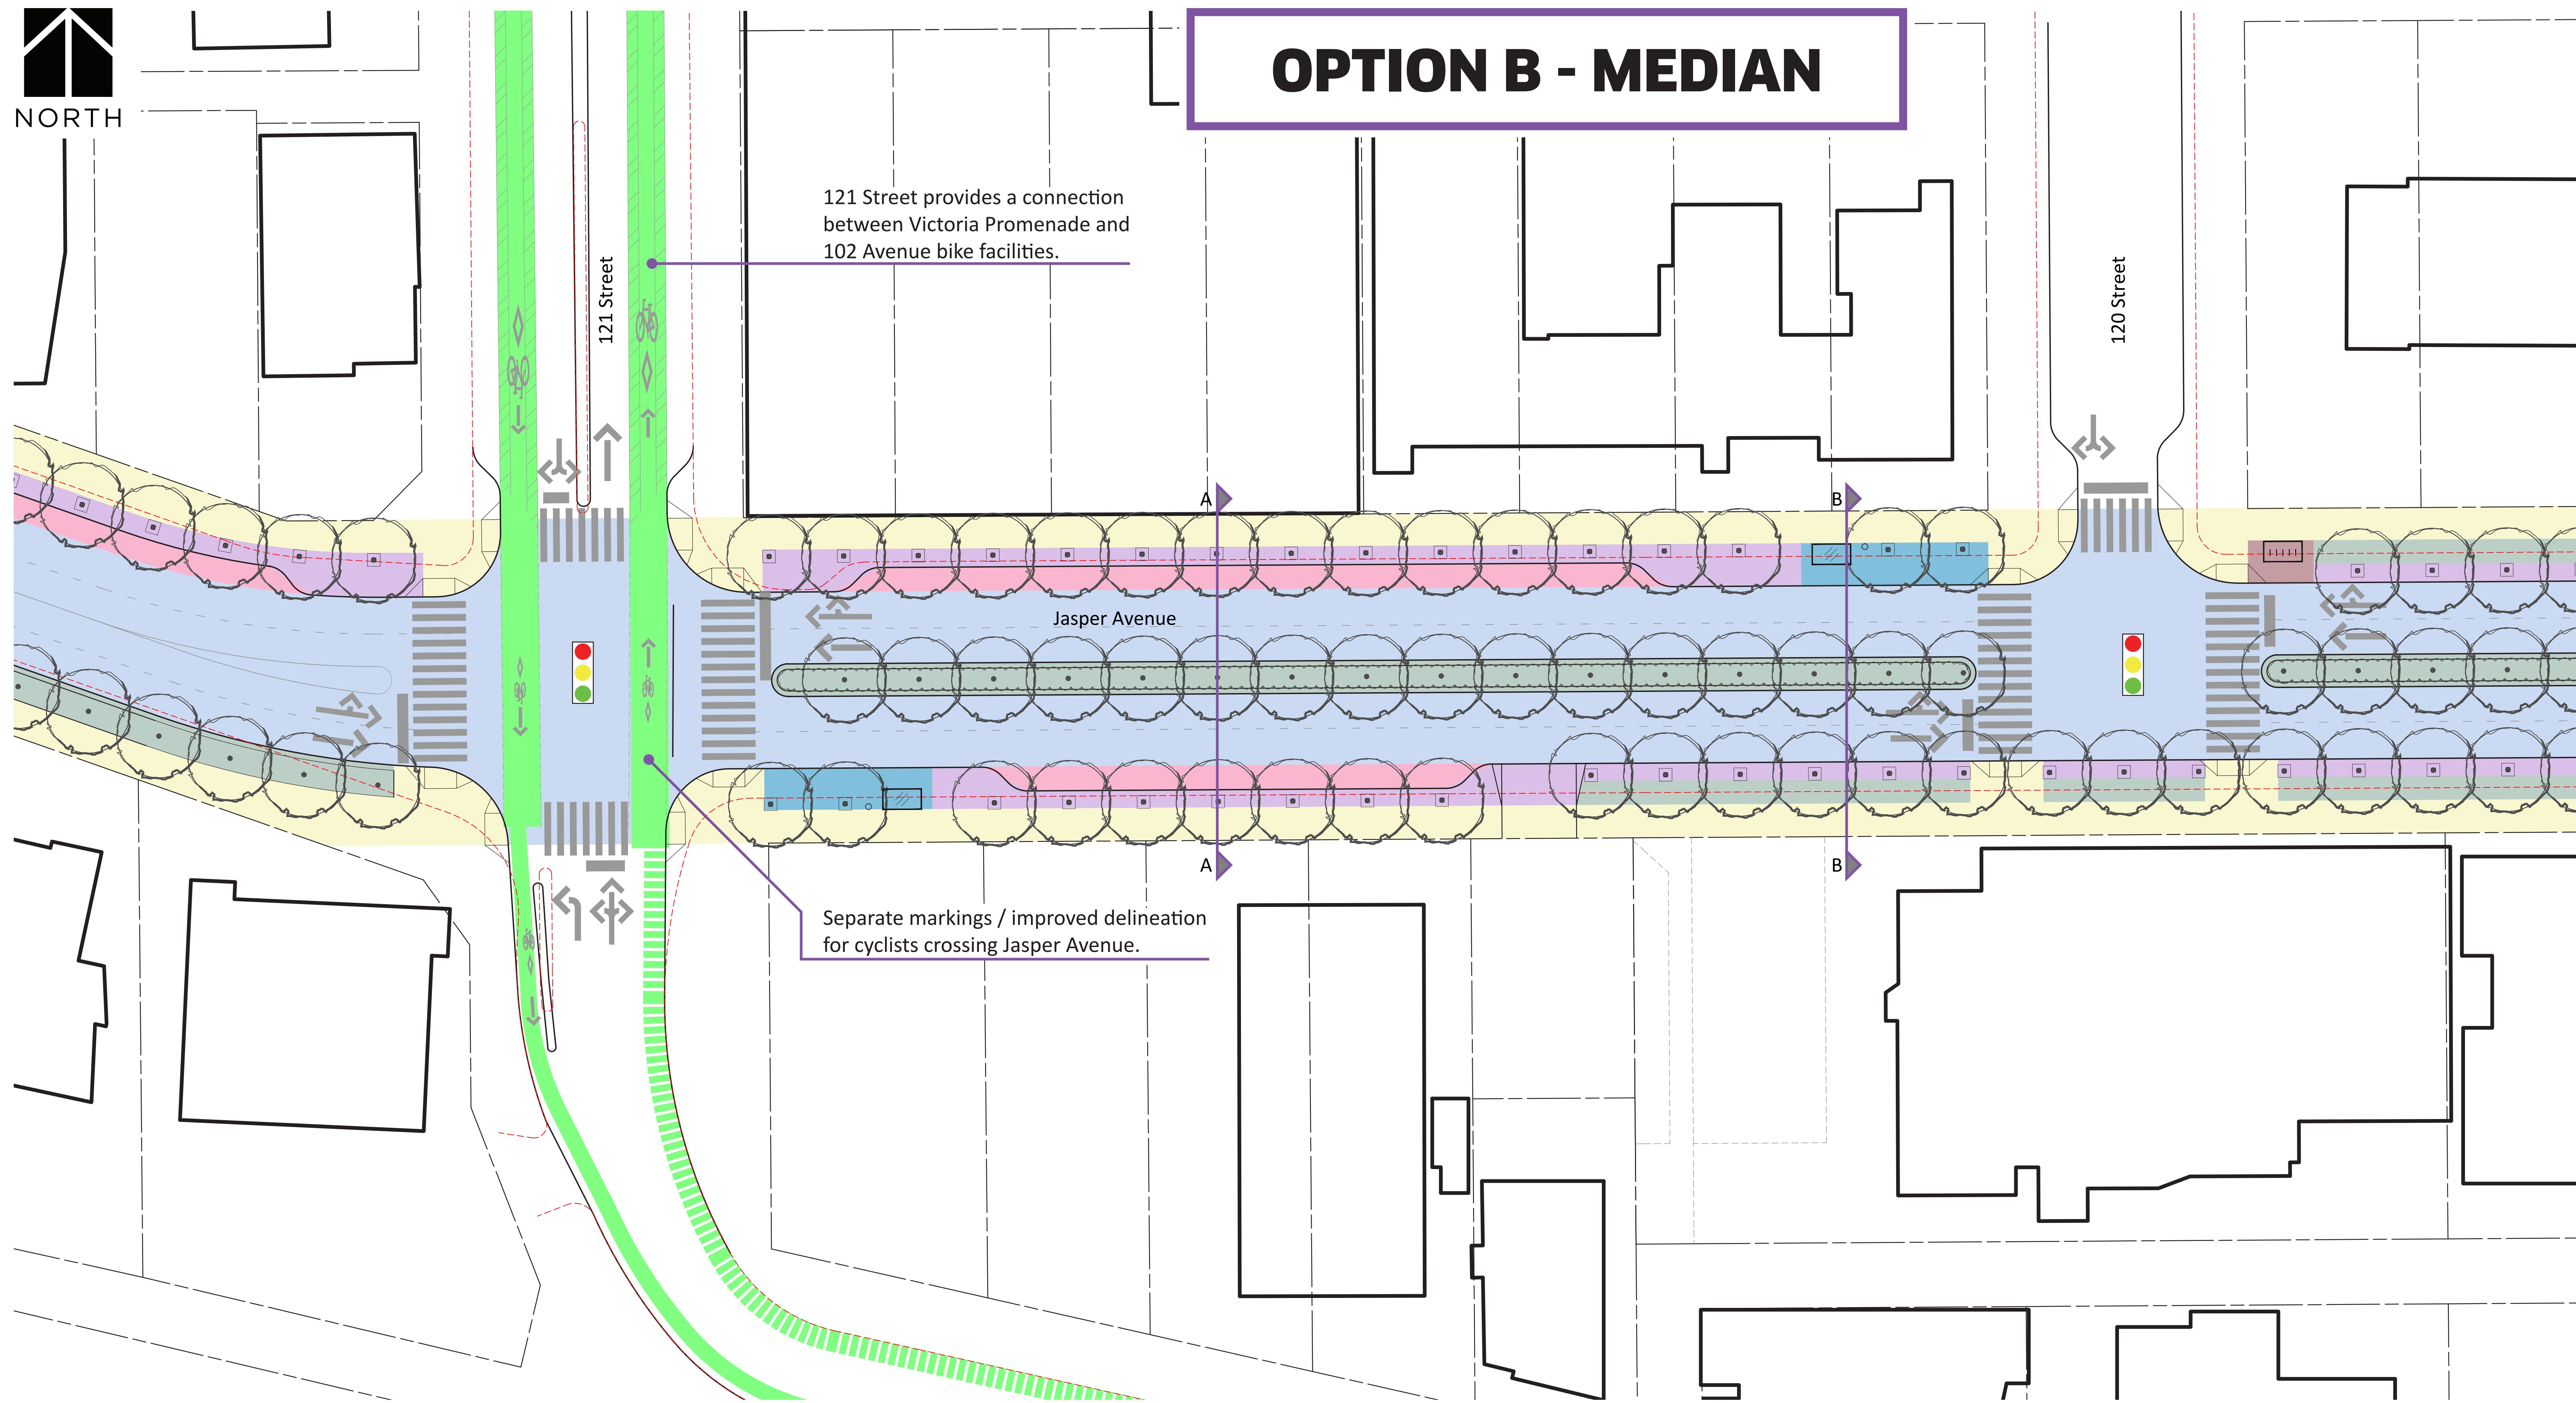 OPTION B - MEDIAN
NORTH
121 Street provides a connection
between Victoria Promenade and
102 Avenue bike facilities.
121 Street
120 Street
A
B
Jasper Avenue
A
B
Separate markings / improved delineation
for cyclists crossing Jasper Avenue.